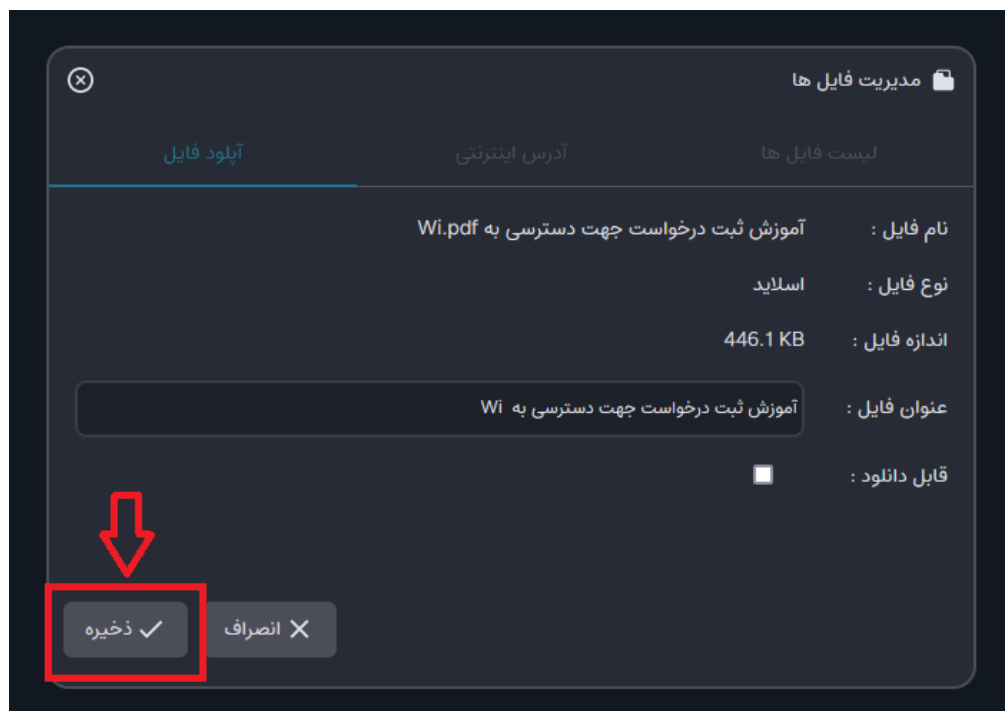 مدیریت فایل ها
لیست فایل ها
آدرس اینترنتی
آپلود فایل
نام فایل : آموزش ثبت درخواست جهت دسترسی به Wi.pdf
نوع فایل : اسلاید
اندازه فایل : 446.1 KB
عنوان فایل : آموزش ثبت درخواست جهت دسترسی به Wi
قابل دانلود :
انصراف
ذخیره